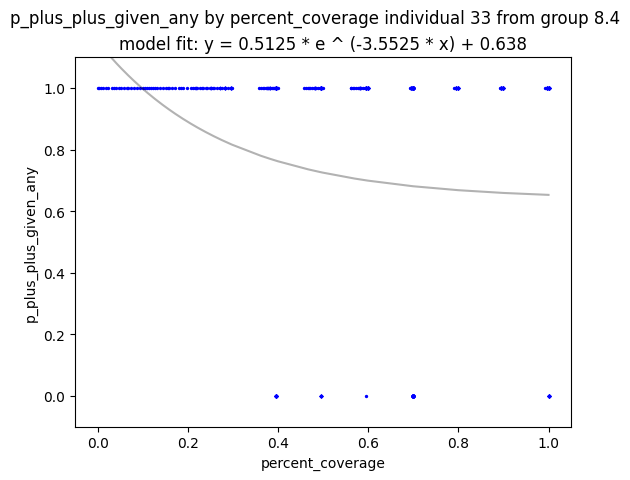 p_plus_plus_given_any by percent_coverage individual 33 from group 8.4
model fit: y = 0.5125 * e ^ (-3.5525 * x) + 0.638
1.0
0.8
0.6
0.4
0.2
0.0
p_plus_plus_given_any
0.0 0.2 0.4 0.6 0.8 1.0
percent_coverage